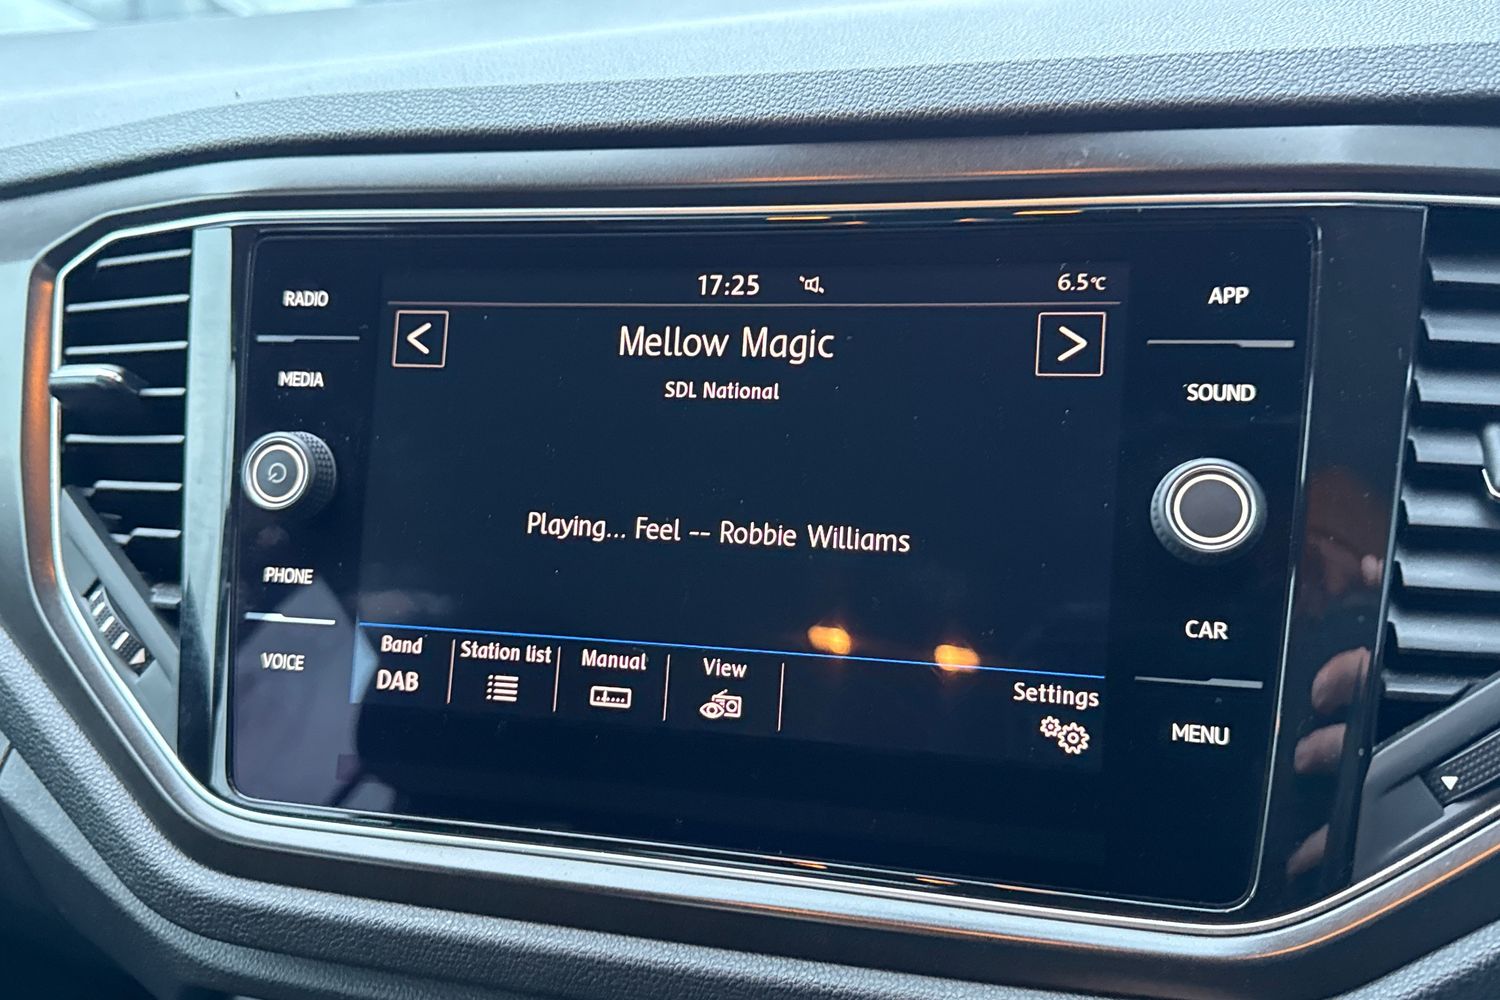 17:25
6.5°C
RADIO
MEDIA
PHONE
VOICE
<
Mellow Magic
>
SDL National
Playing... Feel -- Robbie Williams
Band
DAB
Station list
Manual
View
Settings
APP
SOUND
CAR
MENU